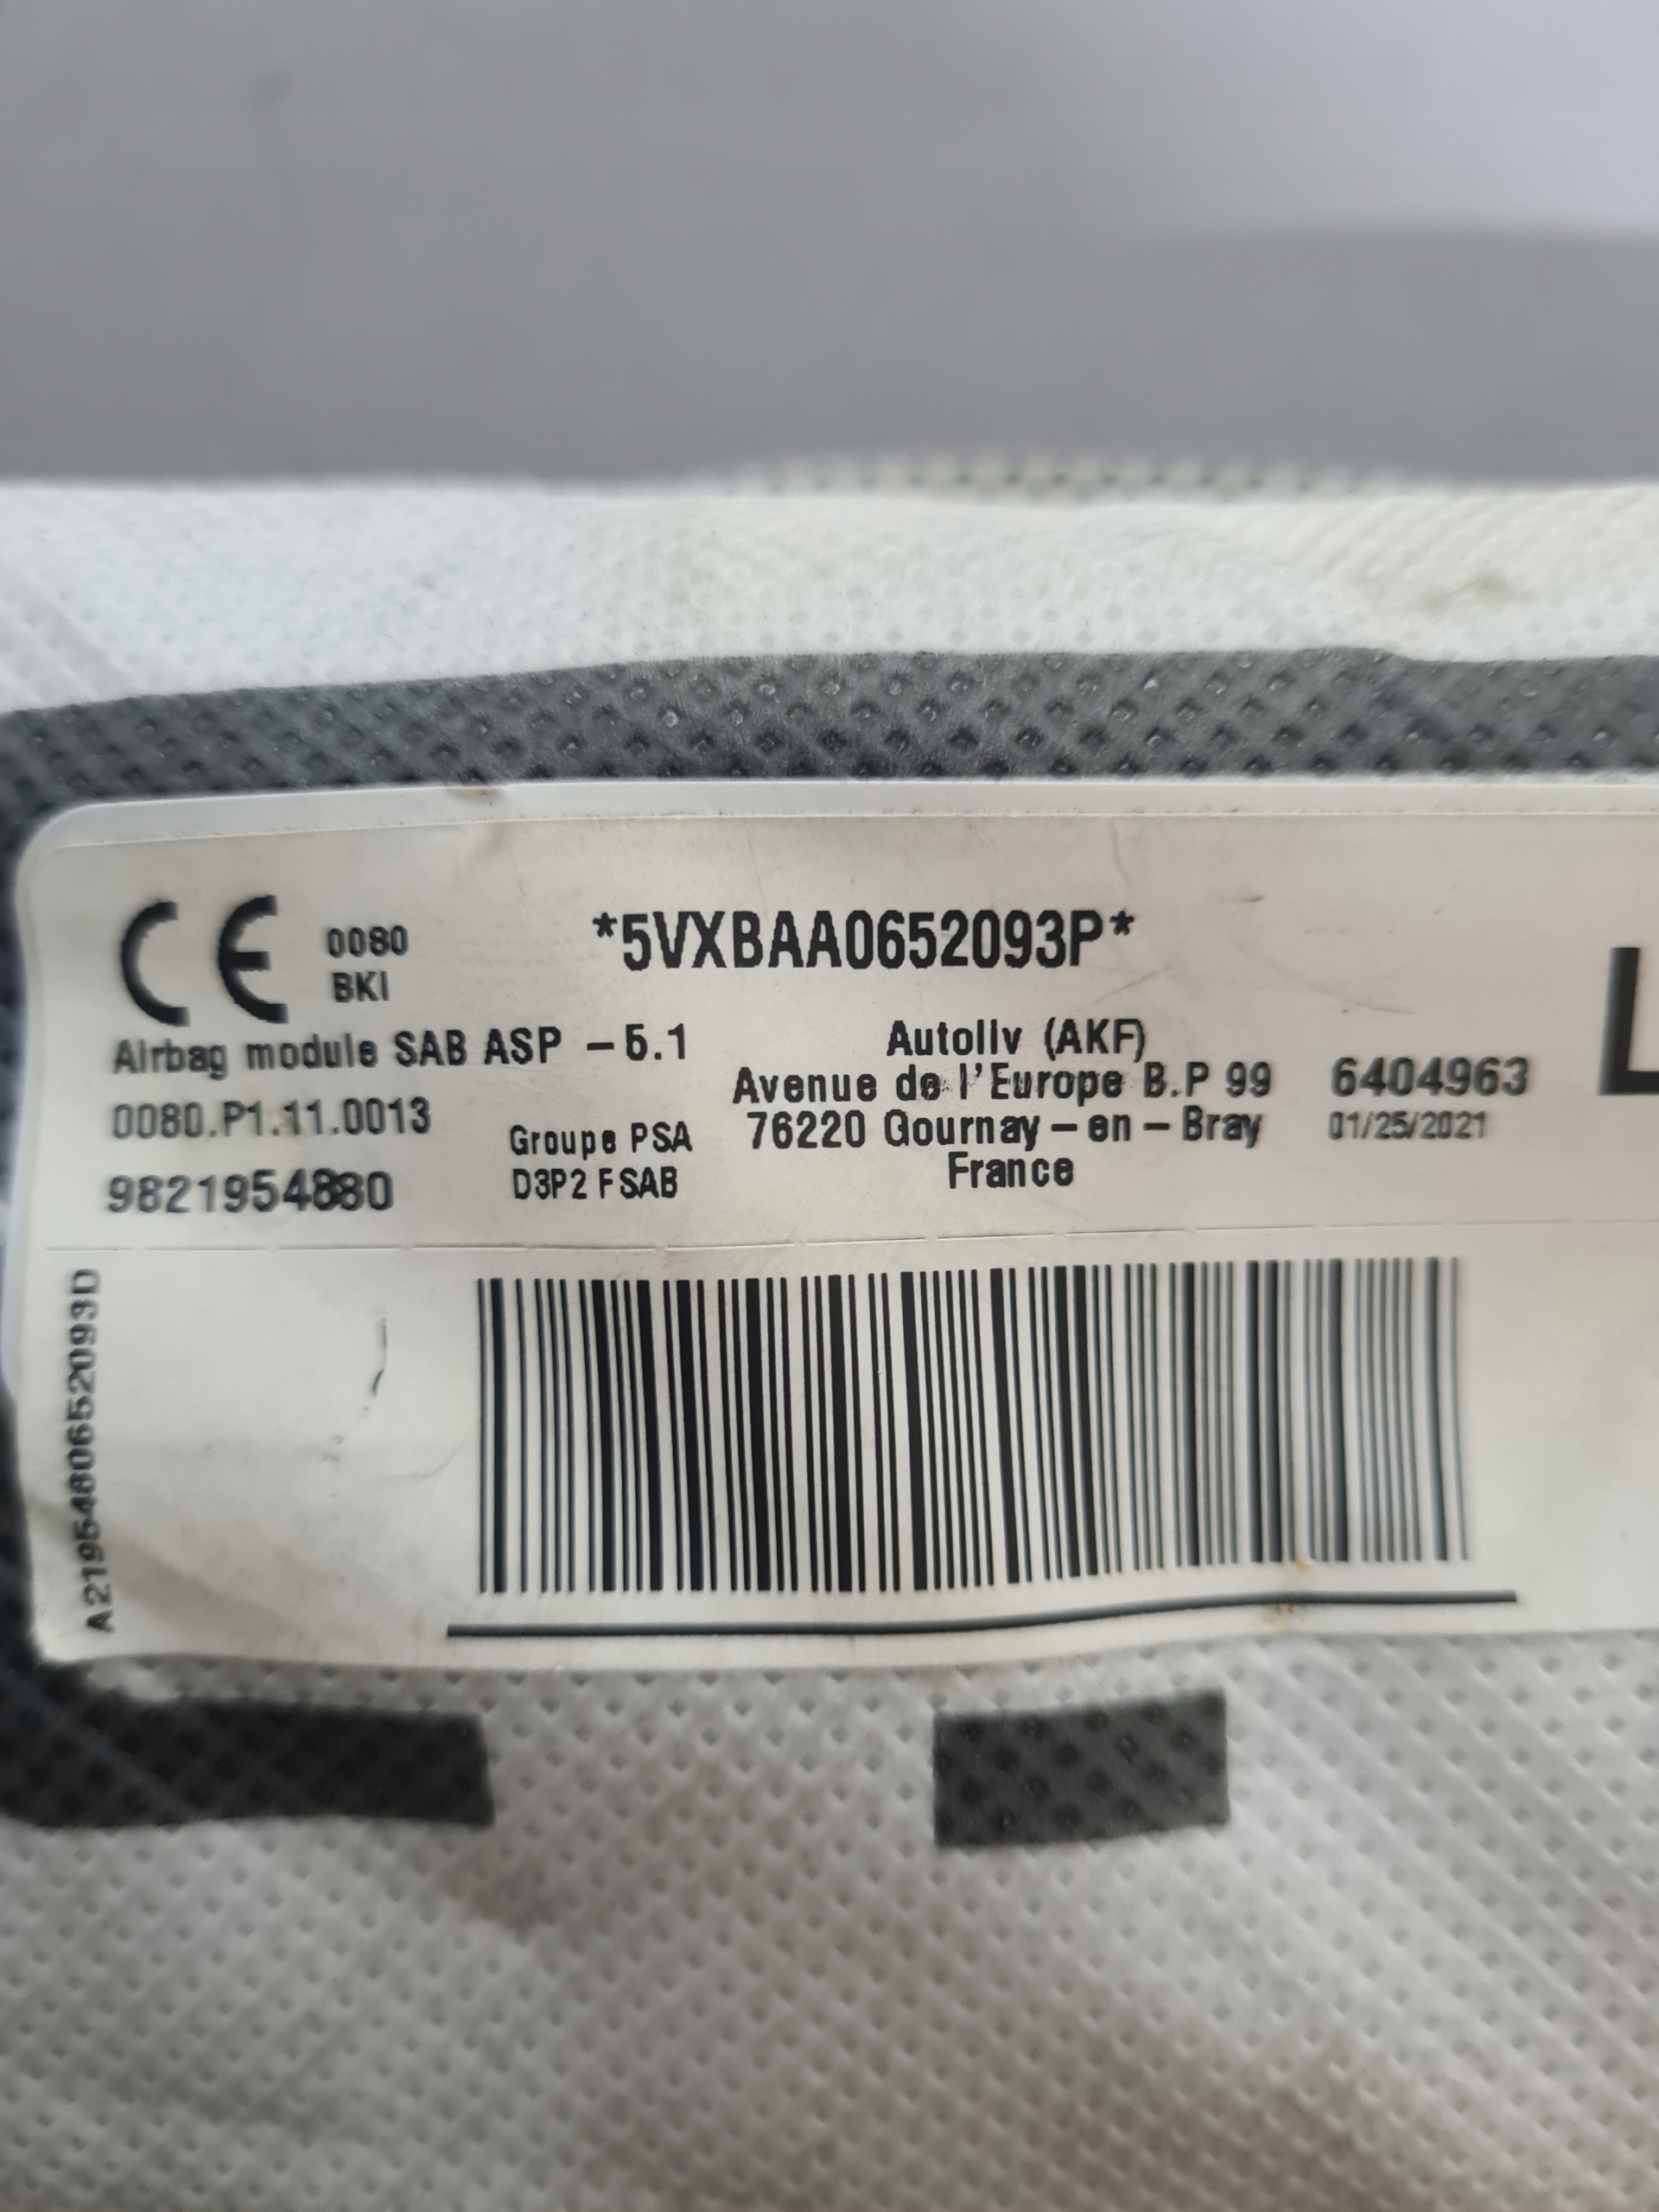 CE 0080
BKI
*5VXBAA0652093P*
L
Airbag module SAB ASP -5.1
0080.P1.11.0013
9821954880
Groupe PSA
D3P2 FSAB
Autoliv (AKF)
Avenue de l'Europe B.P 99
76220 Gournay-en-Bray
France
6404963
01/25/2021